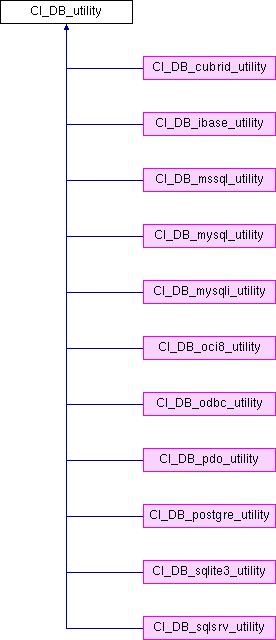 CI_DB_utility
CI_DB_cubrid_utility
CI_DB_ibase_utility
CI_DB_mssql_utility
CI_DB_mysql_utility
CI_DB_mysqli_utility
CI_DB_oci8_utility
CI_DB_odbc_utility
CI_DB_pdo_utility
CI_DB_postgre_utility
CI_DB_sqlite3_utility
CI_DB_sqlsrv_utility